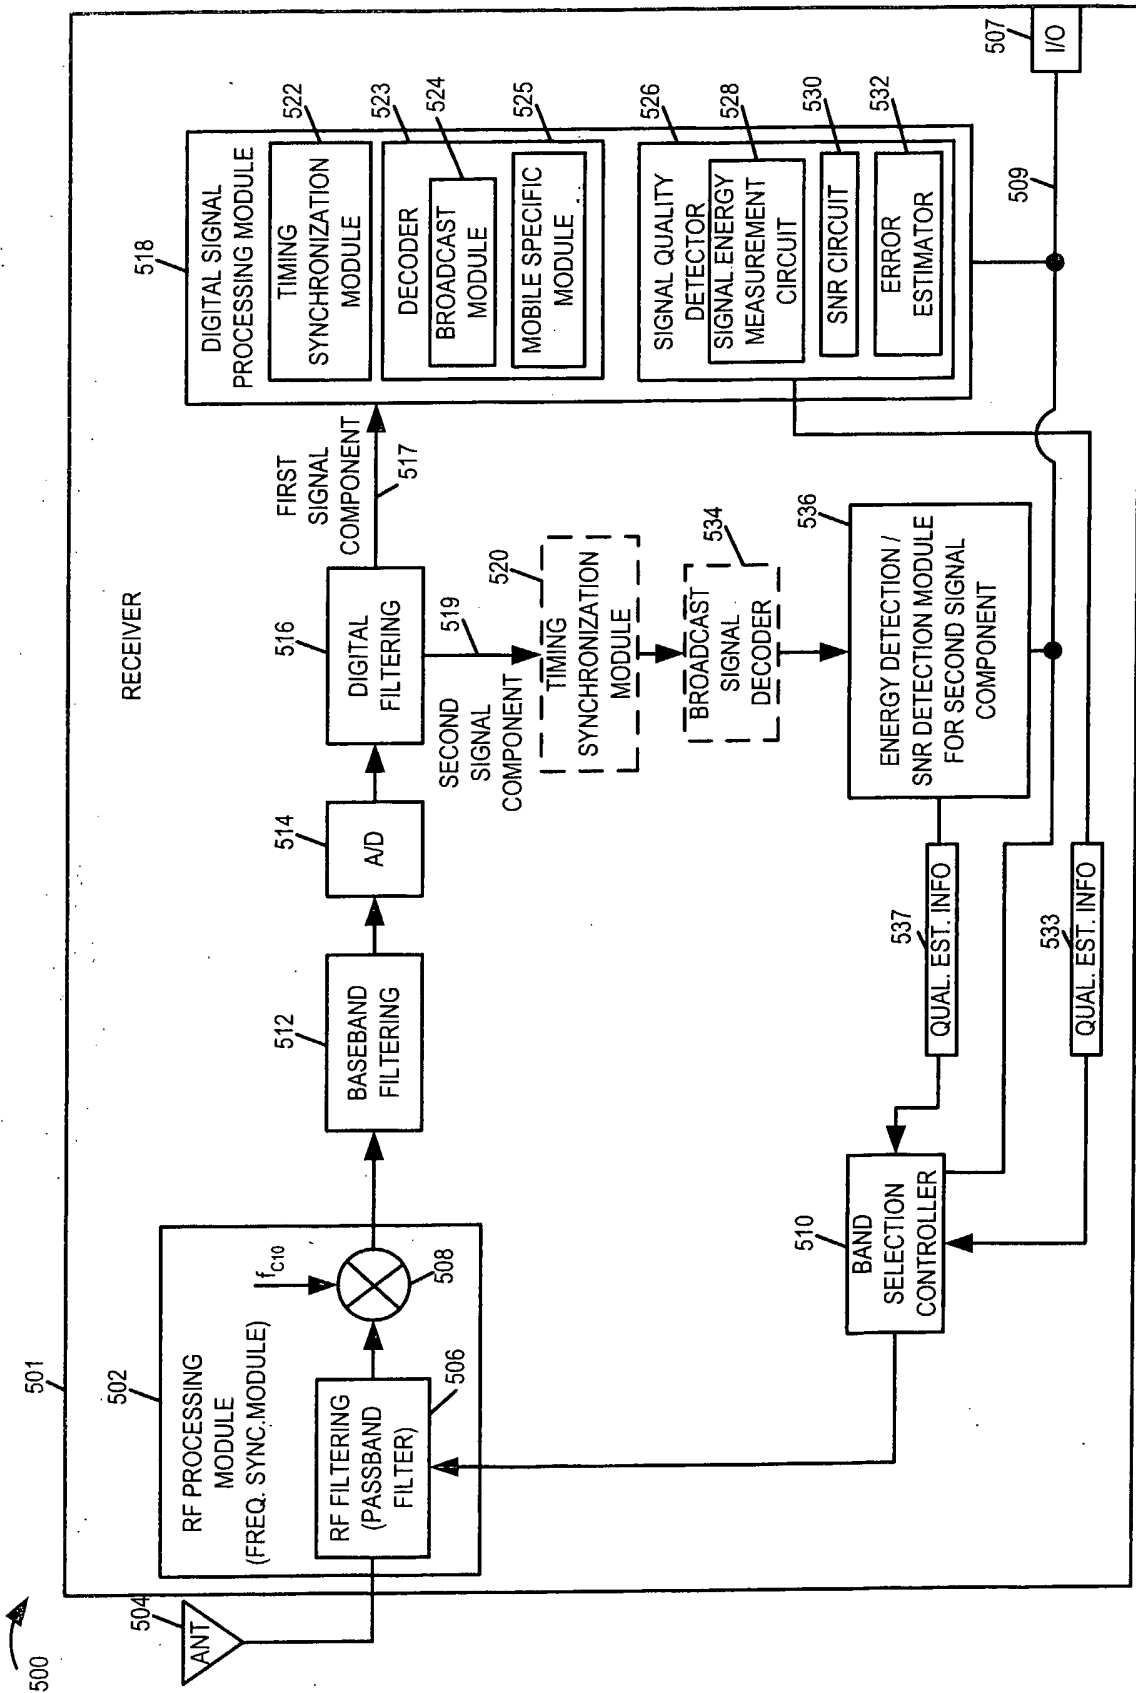 500
501
RECEIVER
504
ANT
502
RF PROCESSING
MODULE
(FREQ. SYNC.MODULE)
RF FILTERING
(PASSBAND
FILTER)
506
fC10
508
512
BASEBAND
FILTERING
514
A/D
516
DIGITAL
FILTERING
FIRST
SIGNAL
COMPONENT
517
519
SECOND
SIGNAL
COMPONENT
518
DIGITAL SIGNAL
PROCESSING MODULE
TIMING
SYNCHRONIZATION
MODULE
522
523
DECODER
BROADCAST
MODULE
524
MOBILE SPECIFIC
MODULE
525
SIGNAL QUALITY
DETECTOR
526
SIGNAL ENERGY
MEASUREMENT
CIRCUIT
528
SNR CIRCUIT
530
ERROR
ESTIMATOR
532
520
TIMING
SYNCHRONIZATION
MODULE
534
BROADCAST
SIGNAL
DECODER
536
ENERGY DETECTION /
SNR DETECTION MODULE
FOR SECOND SIGNAL
COMPONENT
510
BAND
SELECTION
CONTROLLER
537
QUAL. EST. INFO
533
QUAL. EST. INFO
509
507
I/O